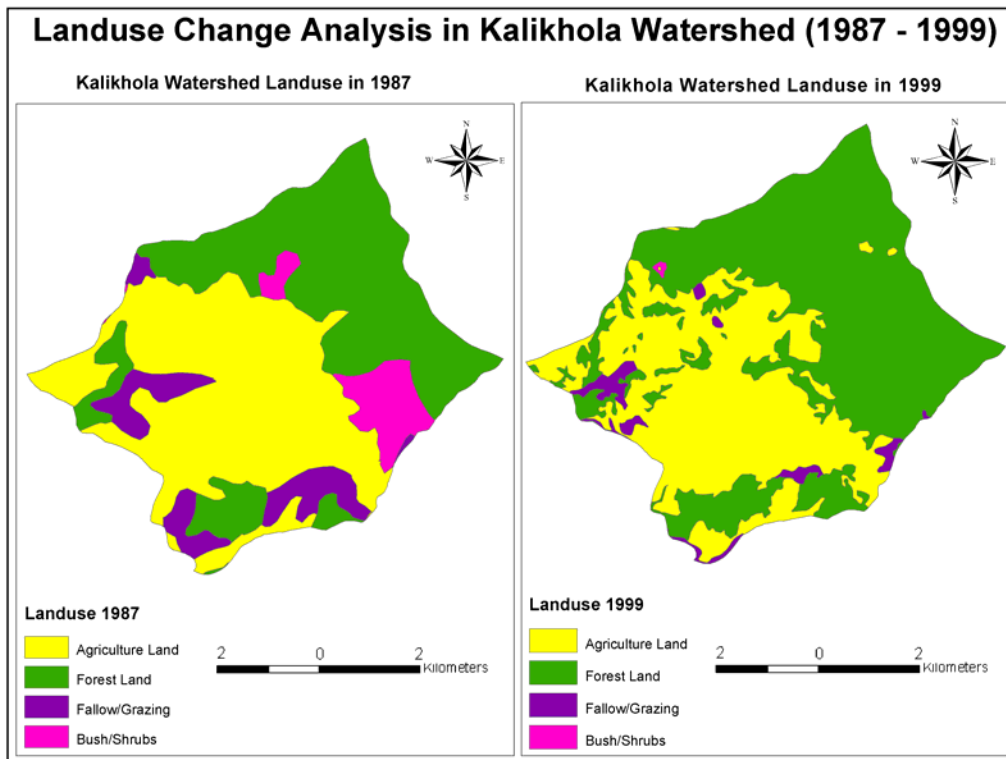 Landuse Change Analysis in Kalikhola Watershed (1987 - 1999)
Kalikhola Watershed Landuse in 1987
N
W E
S
Landuse 1987
Agriculture Land
Forest Land
Fallow/Grazing
Bush/Shrubs
2 0 2
Kilometers
Kalikhola Watershed Landuse in 1999
N
W E
S
Landuse 1999
Agriculture Land
Forest Land
Fallow/Grazing
Bush/Shrubs
2 0 2
Kilometers